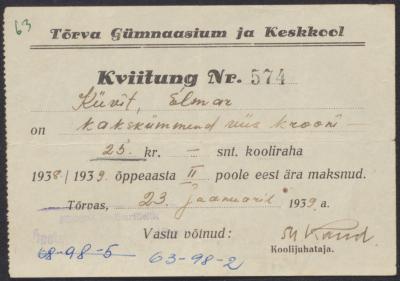 63
Tõrva Gümnaasium ja Keskkool
Kviitung Nr. 574
Küvit, Elmar
on kakskümmend viis krooni —
25. kr. — snt. kooliraha
1938/1939. õppeaasta II poole eest ära maksnud.
Tõrvas, 23. jaanuaril 1939 a.
Vastu võtnud:
Koolijuhataja.
68-98-5 63-98-2